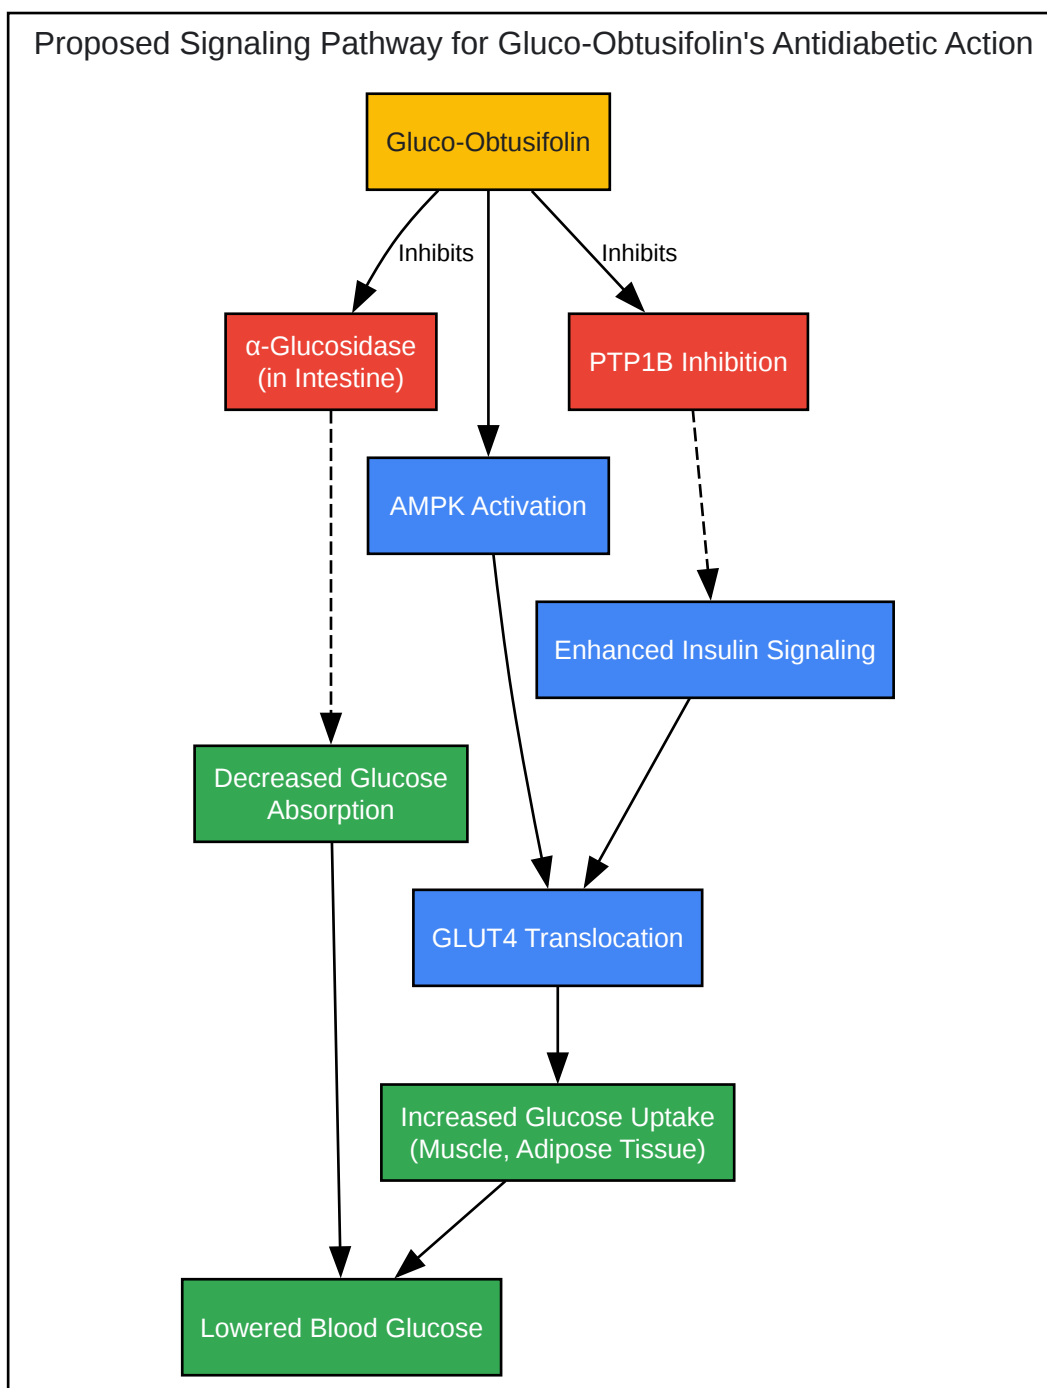 Proposed Signaling Pathway for Gluco-Obtusifolin's Antidiabetic Action
Gluco-Obtusifolin
Inhibits
Inhibits
α-Glucosidase
(in Intestine)
PTP1B Inhibition
AMPK Activation
Enhanced Insulin Signaling
Decreased Glucose
Absorption
GLUT4 Translocation
Increased Glucose Uptake
(Muscle, Adipose Tissue)
Lowered Blood Glucose